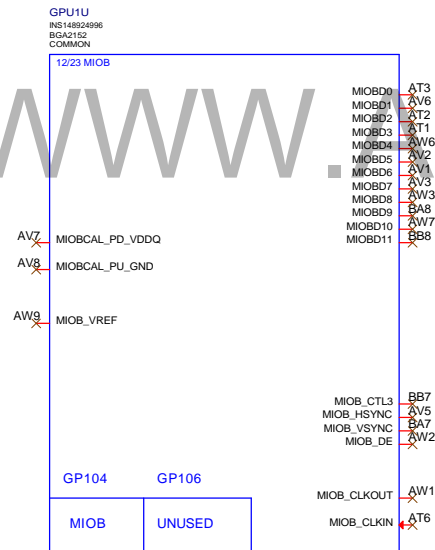 GPU1U
INS148924996
BGA2152
COMMON
12/23 MIOB
WWW.A
MIOBD0 AT3
MIOBD1 AV6
MIOBD2 AT2
MIOBD3 AT1
MIOBD4 AW6
MIOBD5 AV2
MIOBD6 AV1
MIOBD7 AV3
MIOBD8 AW3
MIOBD9 BA8
MIOBD10 AW7
MIOBD11 BB8
AV7 MIOBCAL_PD_VDDQ
AV8 MIOBCAL_PU_GND
AW9 MIOB_VREF
MIOB_CTL3 BB7
MIOB_HSYNC AV5
MIOB_VSYNC BA7
MIOB_DE AW2
GP104 GP106
MIOB UNUSED
MIOB_CLKOUT AW1
MIOB_CLKIN AT6